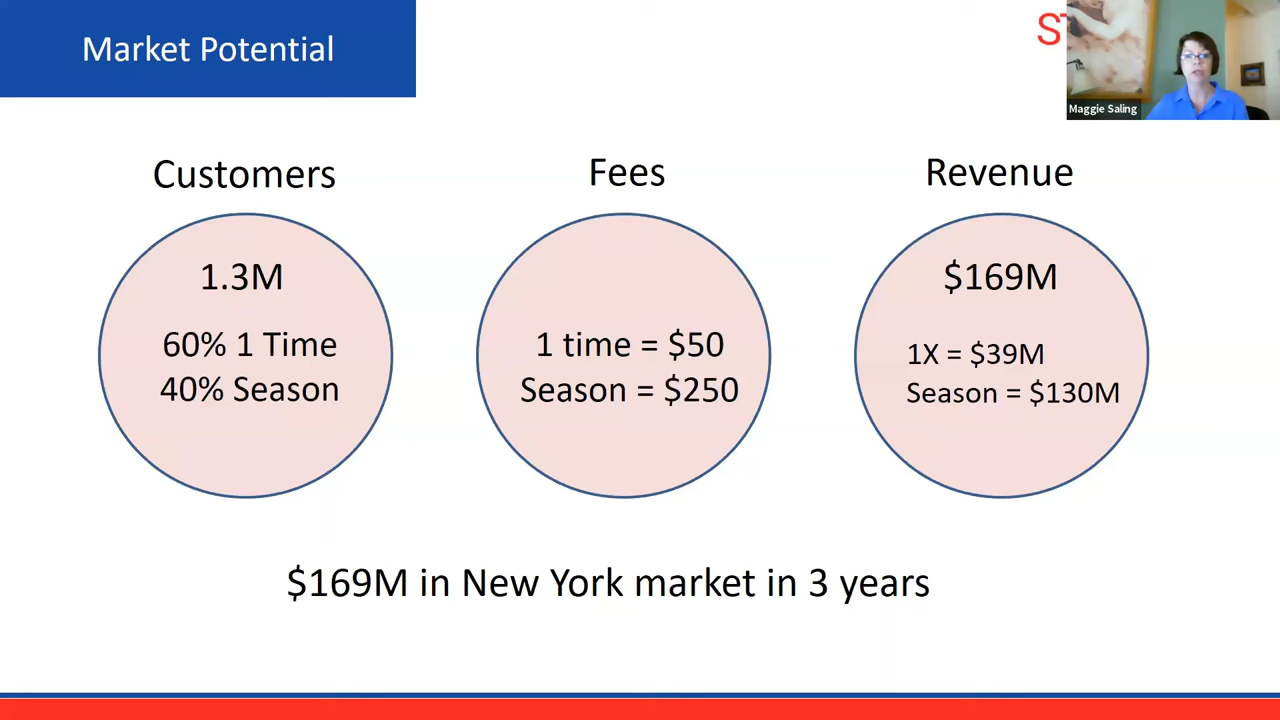 Market Potential
ST
Maggie Saling
Customers
1.3M
60% 1 Time
40% Season
Fees
1 time = $50
Season = $250
Revenue
$169M
1X = $39M
Season = $130M
$169M in New York market in 3 years